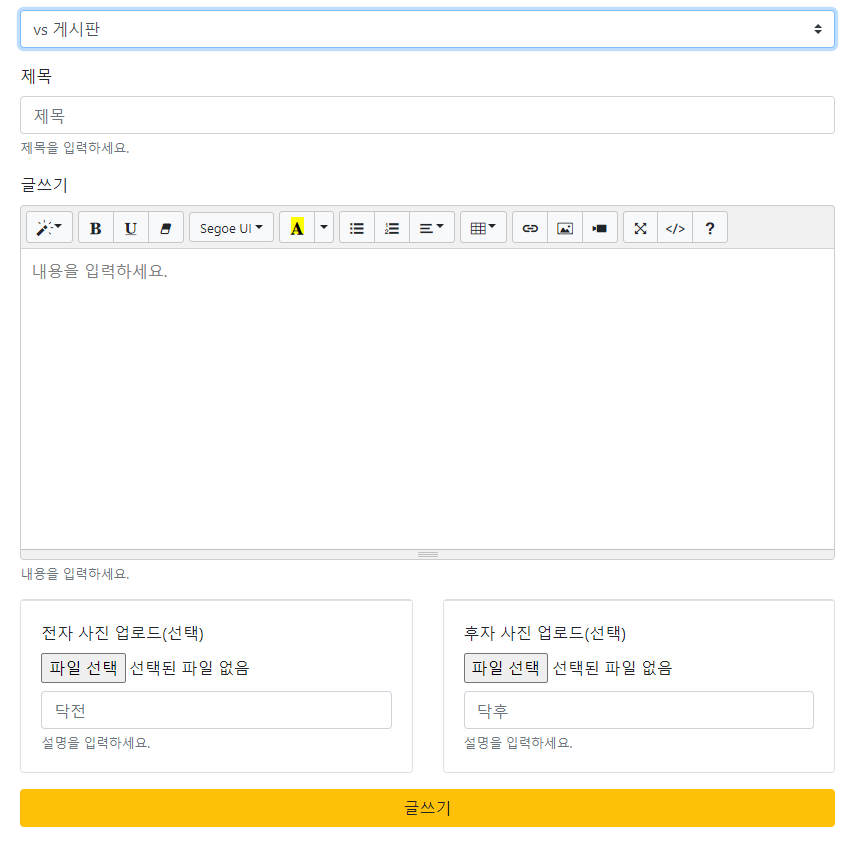 vs 게시판
제목
제목
제목을 입력하세요.
글쓰기
B U Segoe UI A </> ?
내용을 입력하세요.
내용을 입력하세요.
전자 사진 업로드(선택)
파일 선택 선택된 파일 없음
닥전
설명을 입력하세요.
후자 사진 업로드(선택)
파일 선택 선택된 파일 없음
닥후
설명을 입력하세요.
글쓰기